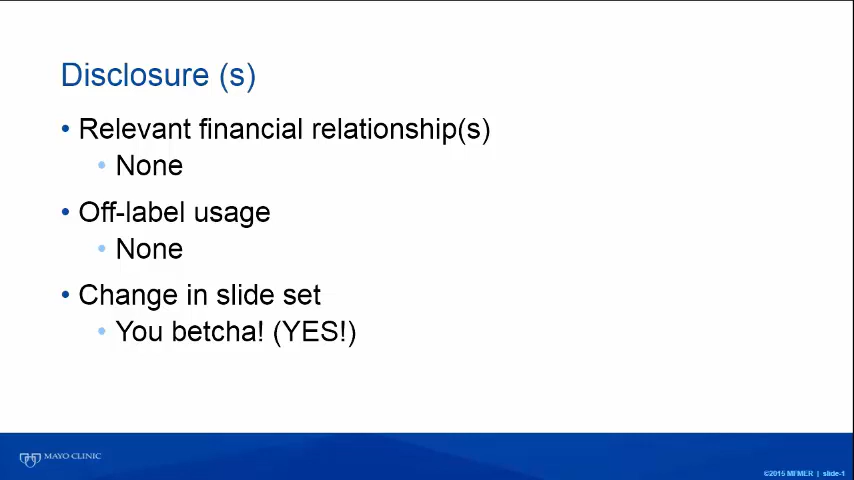 Disclosure (s)
• Relevant financial relationship(s)
• None
• Off-label usage
• None
• Change in slide set
• You betcha! (YES!)
MAYO CLINIC
©2015 MFMER | slide-1